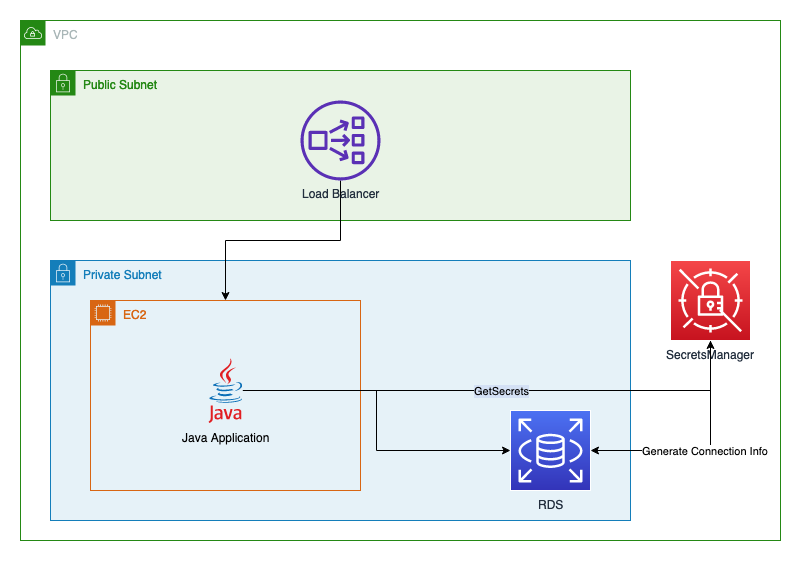 VPC
Public Subnet
Load Balancer
Private Subnet
EC2
SecretsManager
GetSecrets
Java
Java Application
Generate Connection Info
RDS